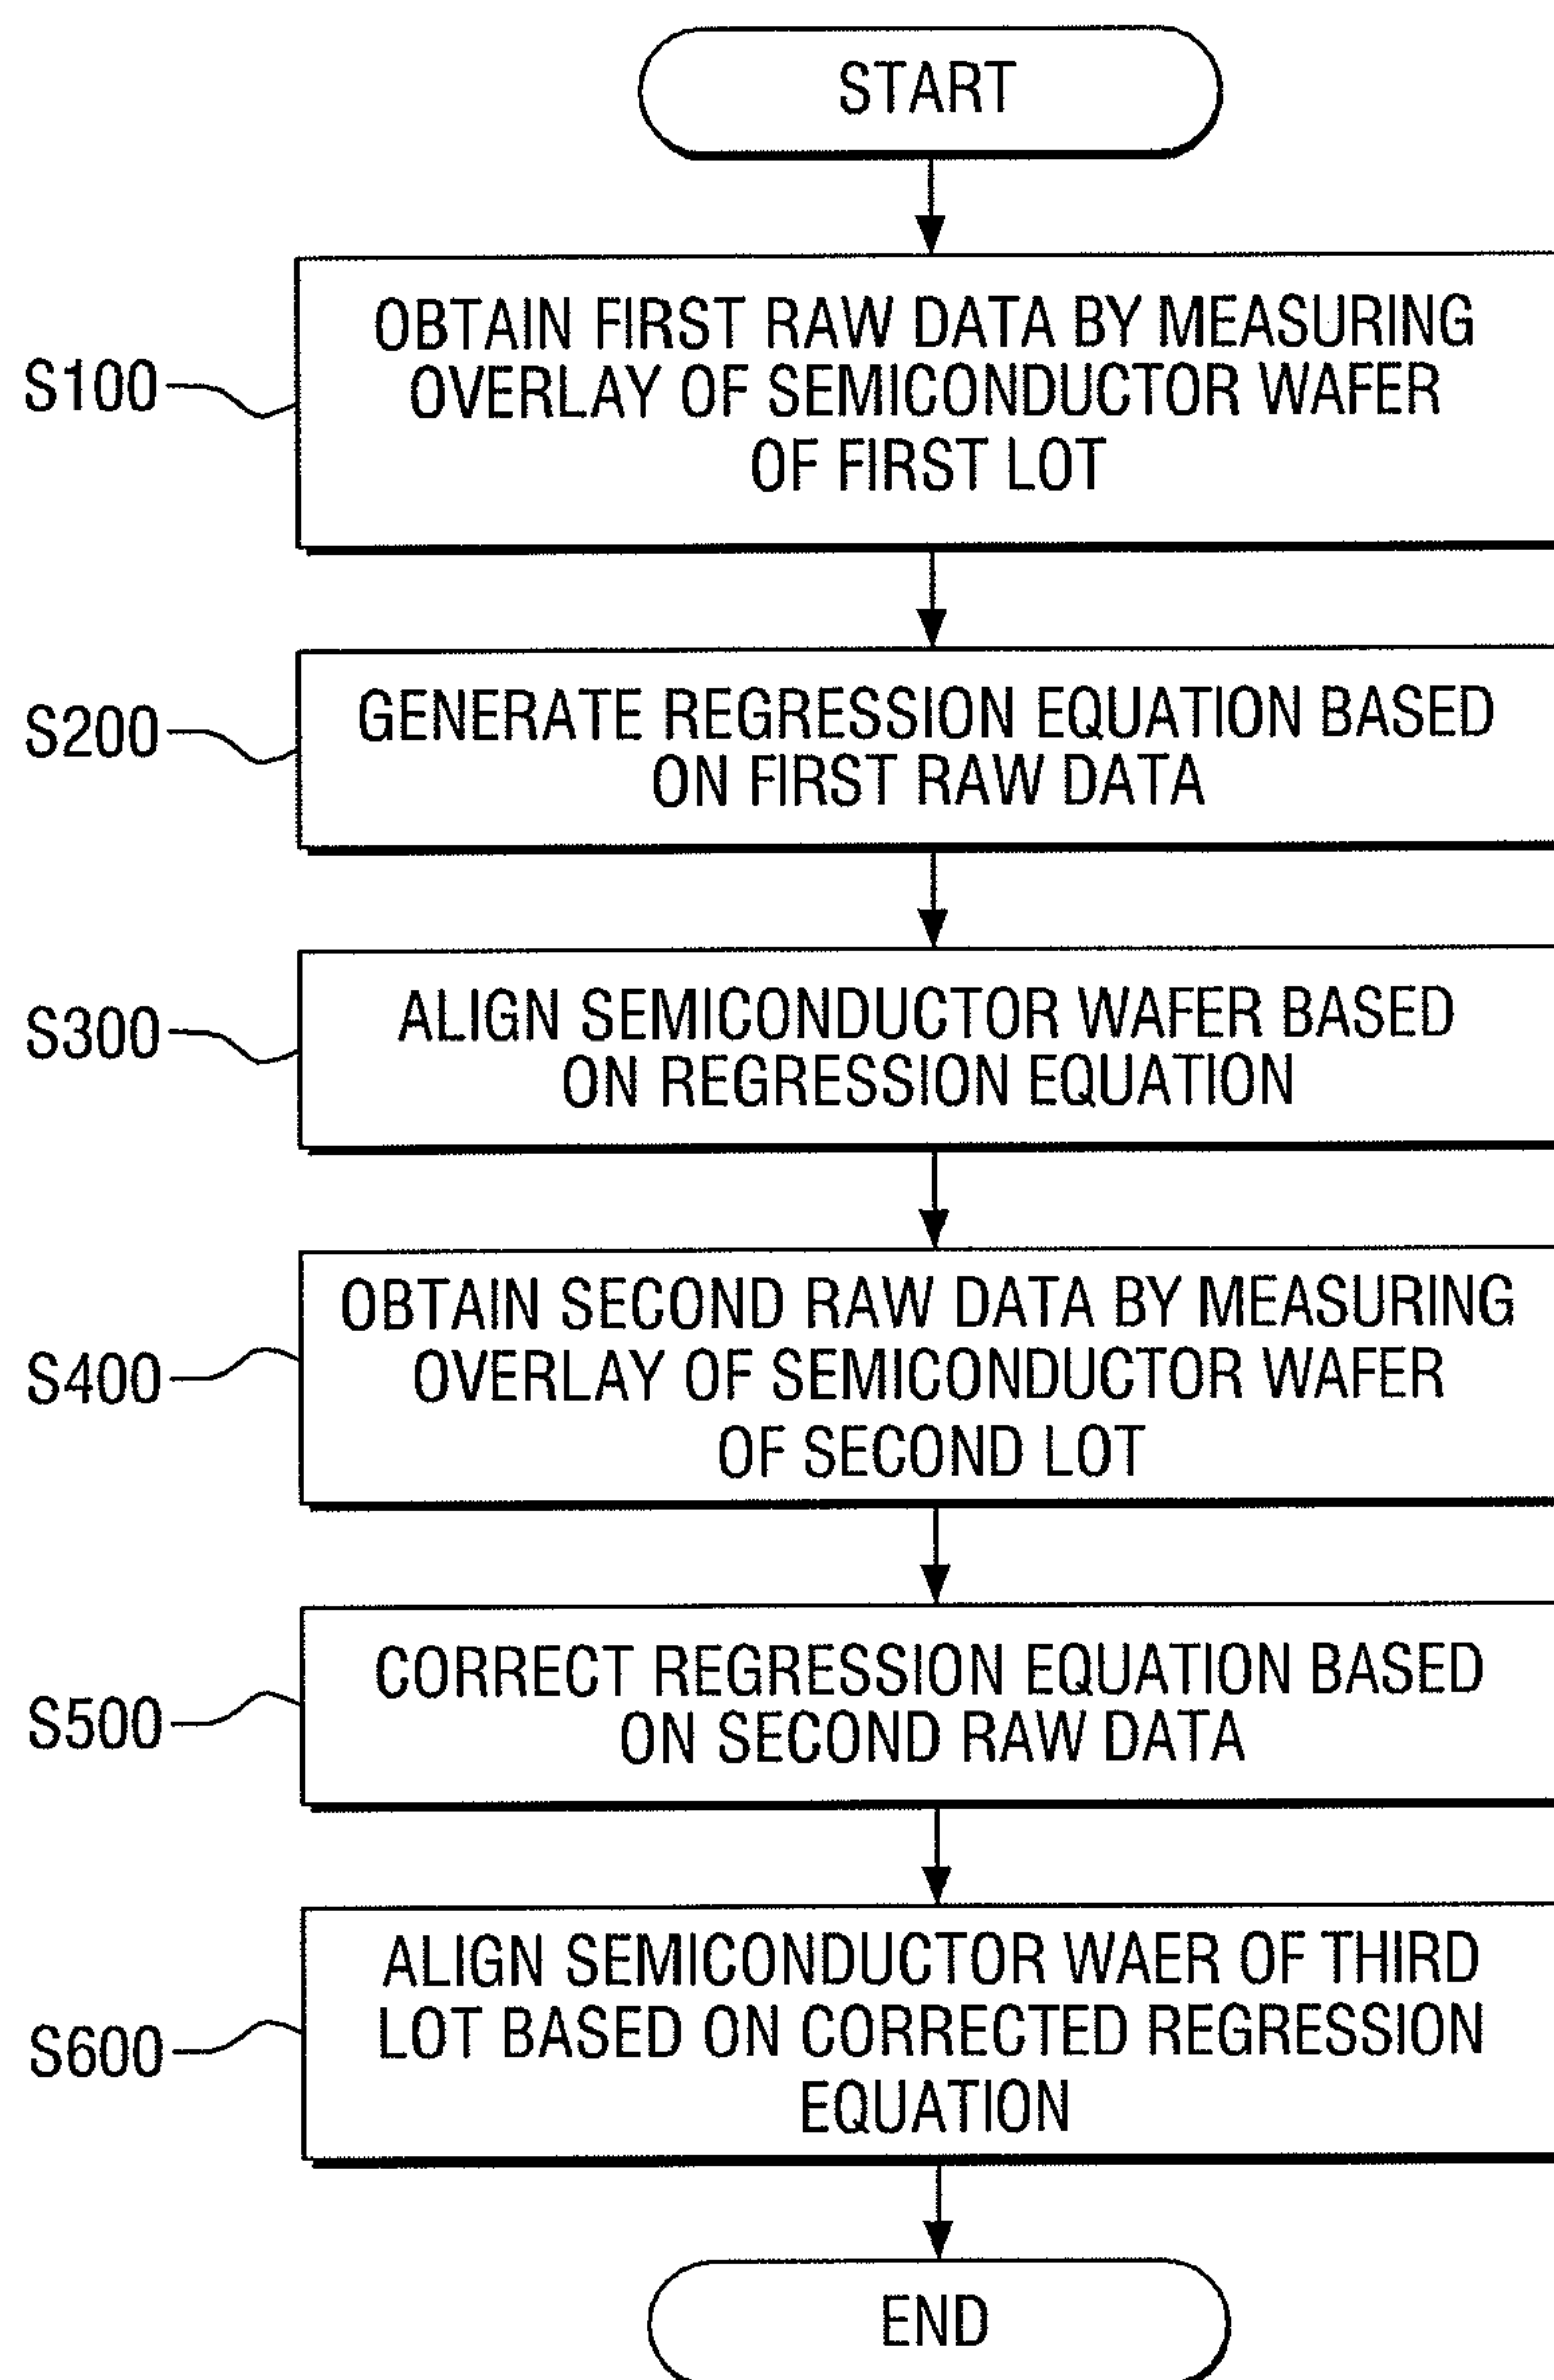 START
OBTAIN FIRST RAW DATA BY MEASURING
OVERLAY OF SEMICONDUCTOR WAFER
OF FIRST LOT
S100
GENERATE REGRESSION EQUATION BASED
ON FIRST RAW DATA
S200
ALIGN SEMICONDUCTOR WAFER BASED
ON REGRESSION EQUATION
S300
OBTAIN SECOND RAW DATA BY MEASURING
OVERLAY OF SEMICONDUCTOR WAFER
OF SECOND LOT
S400
CORRECT REGRESSION EQUATION BASED
ON SECOND RAW DATA
S500
ALIGN SEMICONDUCTOR WAER OF THIRD
LOT BASED ON CORRECTED REGRESSION
EQUATION
S600
END